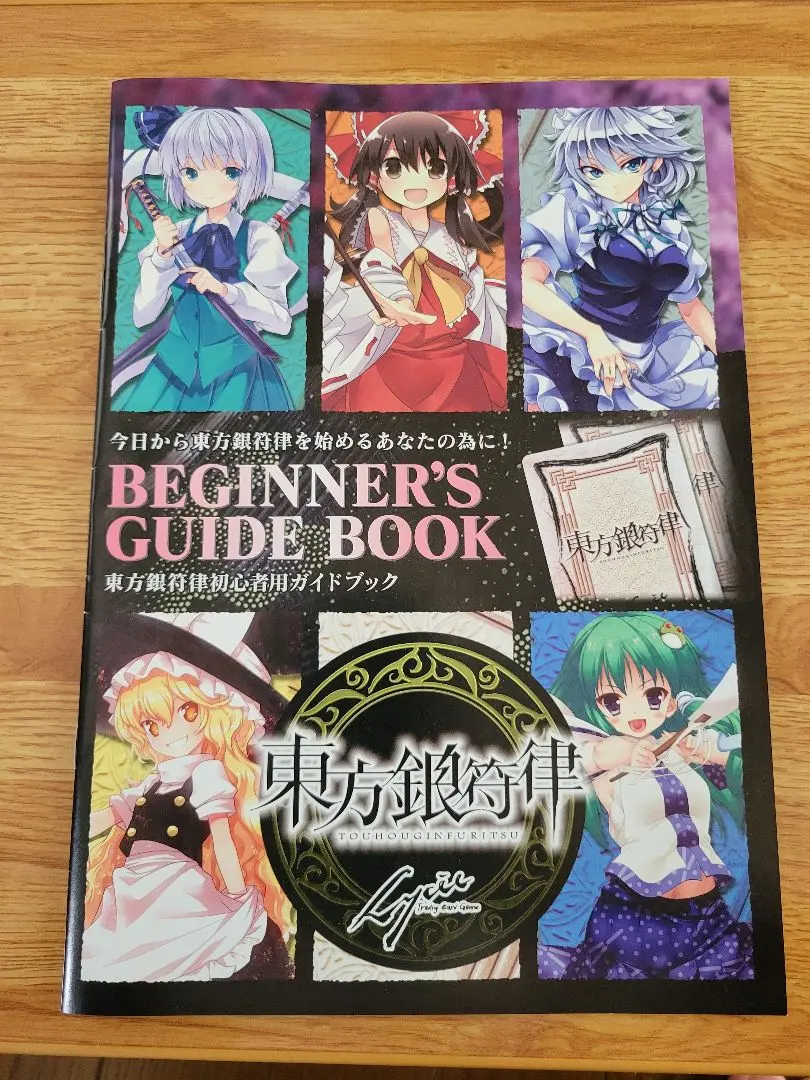 今日から東方銀符律を始めるあなたの為に!
BEGINNER'S
GUIDE BOOK
東方銀符律初心者用ガイドブック
律
東方銀符律
東方銀符律
TOUHOUGINFURITSU
Lycée
Trading Card Game